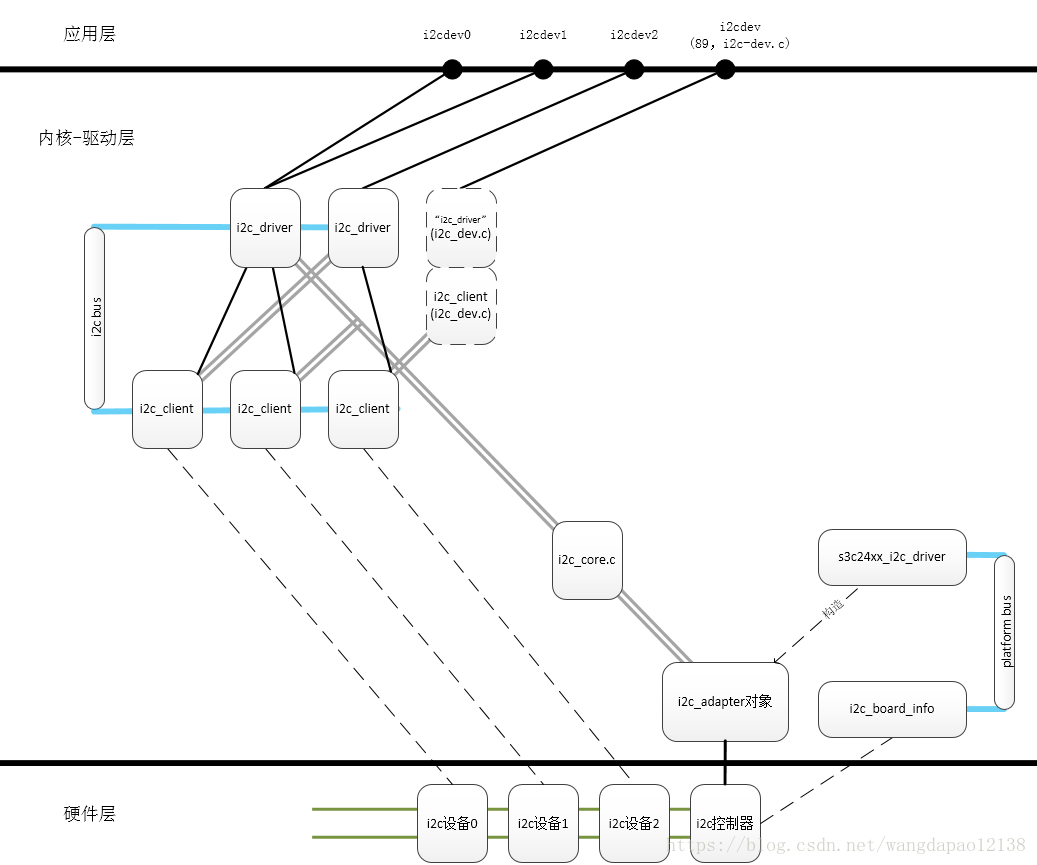 应用层
i2cdev0
i2cdev1
i2cdev2
i2cdev
(89, i2c-dev.c)
内核-驱动层
i2c_driver
i2c_driver
“i2c_driver”
(i2c_dev.c)
i2c bus
i2c_client
(i2c_dev.c)
i2c_client
i2c_client
i2c_client
i2c_core.c
s3c24xx_i2c_driver
构造
platform bus
i2c_adapter对象
i2c_board_info
硬件层
i2c设备0
i2c设备1
i2c设备2
i2c控制器
https://blog.csdn.net/wangdapao12138